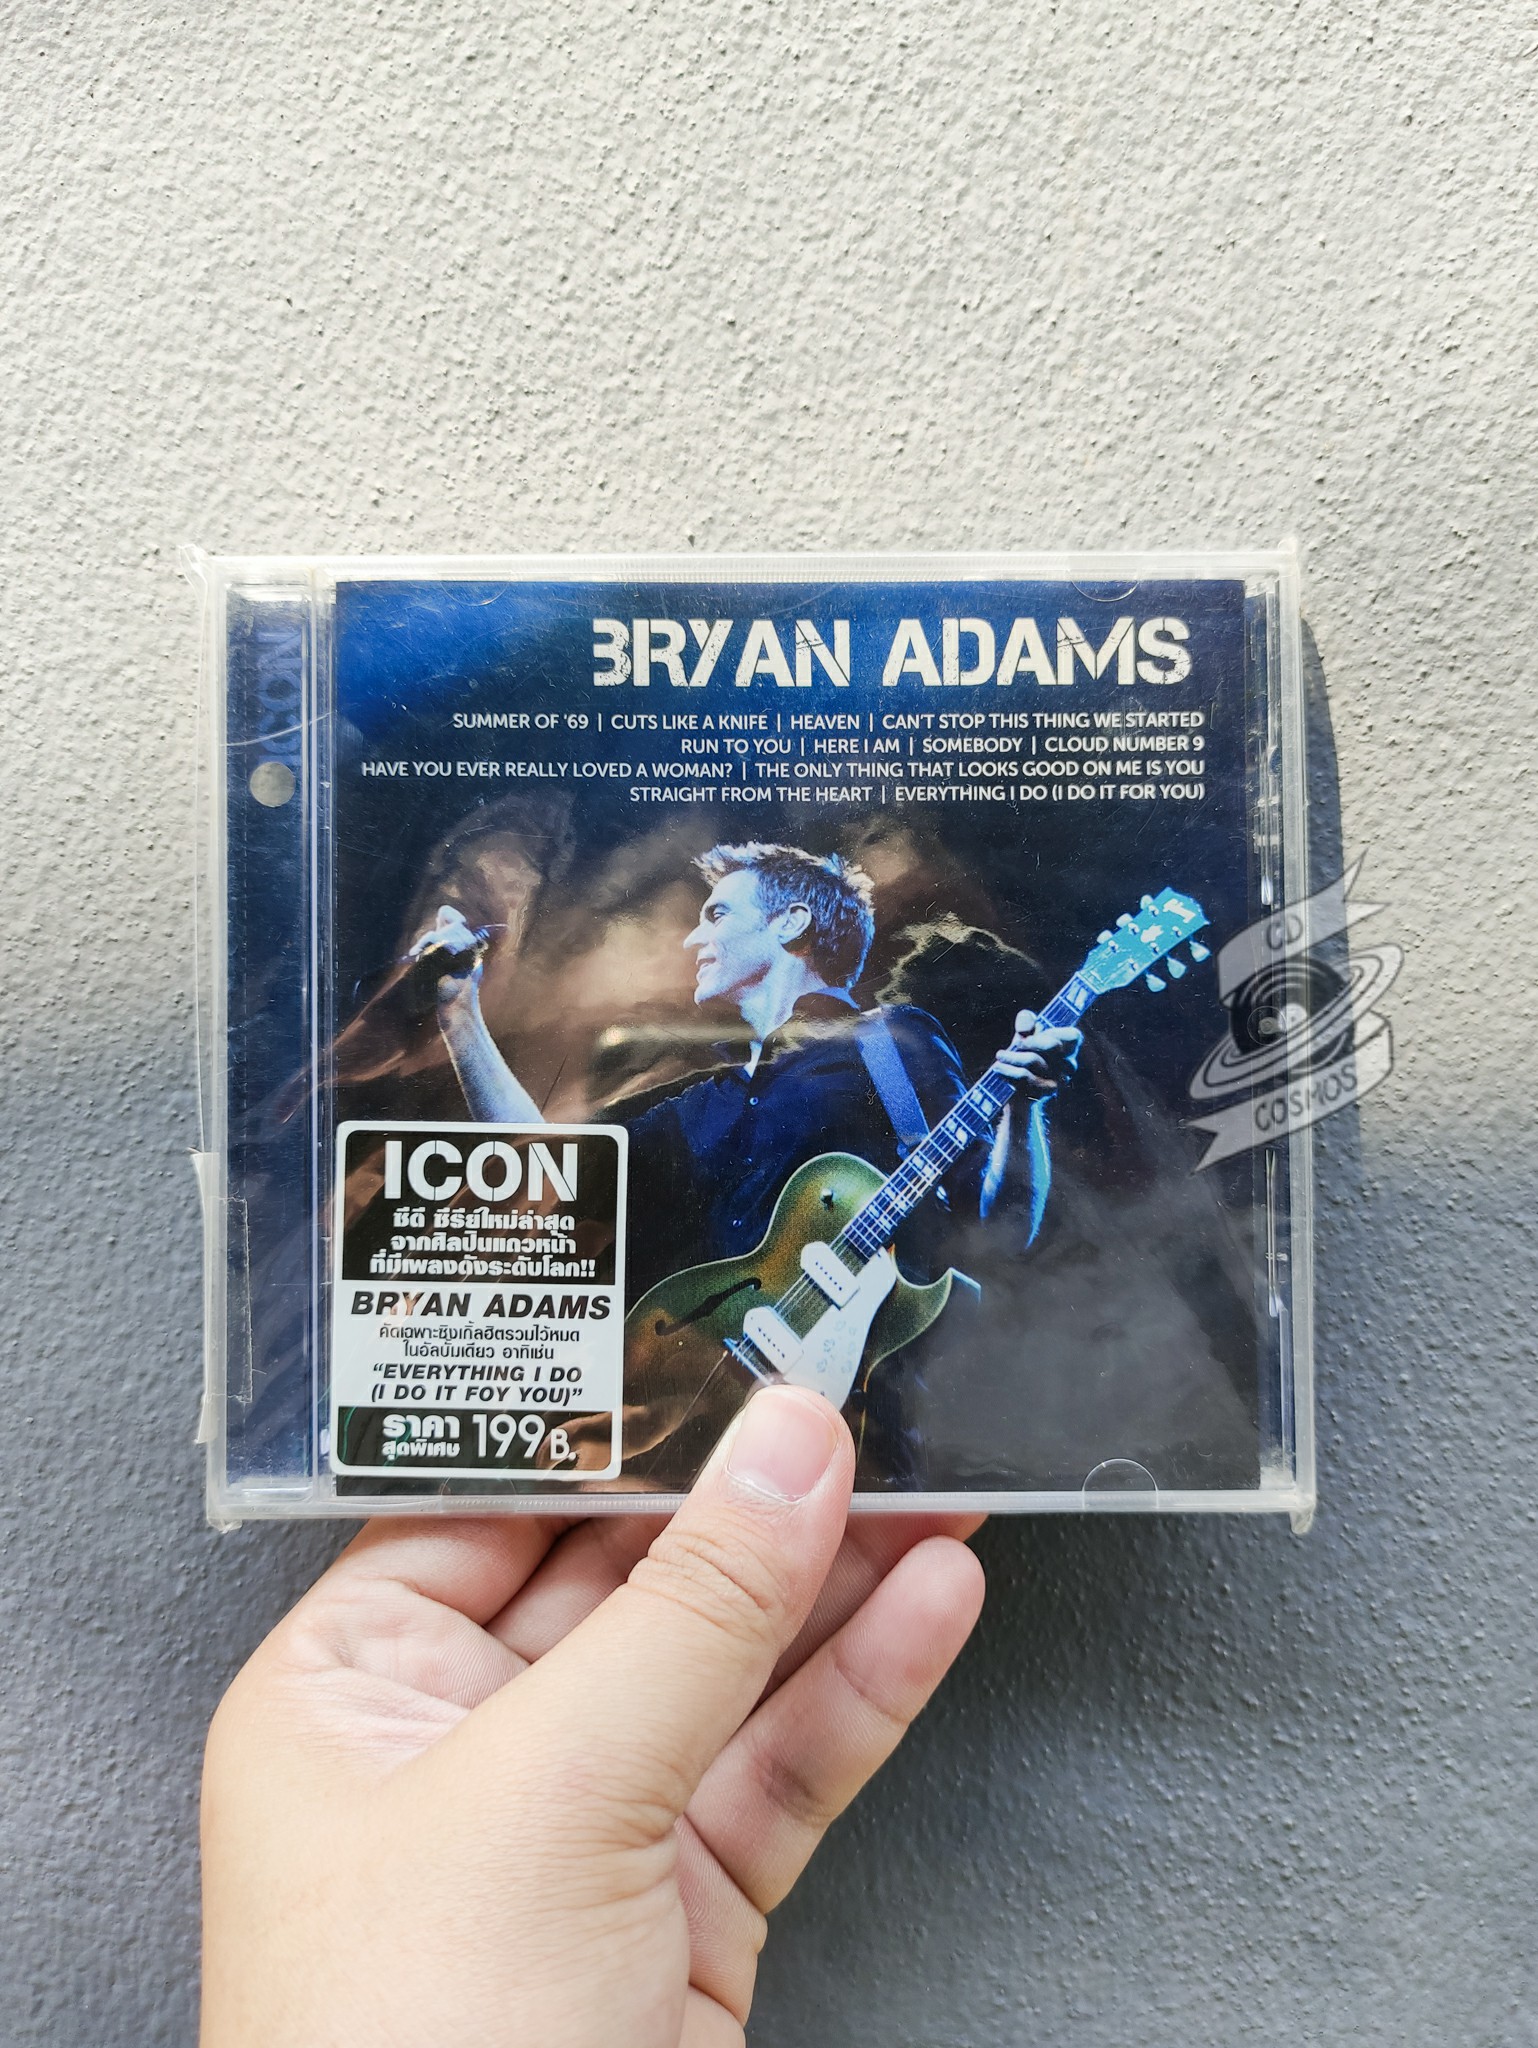 ICON
BRYAN ADAMS
SUMMER OF '69 | CUTS LIKE A KNIFE | HEAVEN | CAN'T STOP THIS THING WE STARTED
RUN TO YOU | HERE I AM | SOMEBODY | CLOUD NUMBER 9
HAVE YOU EVER REALLY LOVED A WOMAN? | THE ONLY THING THAT LOOKS GOOD ON ME IS YOU
STRAIGHT FROM THE HEART | EVERYTHING I DO (I DO IT FOR YOU)
Gibson
CD
COSMOS
ICON
ซีดี ซีรีย์ใหม่ล่าสุด
จากศิลปินแถวหน้า
ที่มีเพลงดังระดับโลก!!
BRYAN ADAMS
คัดเฉพาะซิงเกิ้ลฮิตรวมไว้หมด
ในอัลบั้มเดียว อาทิเช่น
"EVERYTHING I DO
(I DO IT FOY YOU)"
ราคา
สุดพิเศษ 199 B.